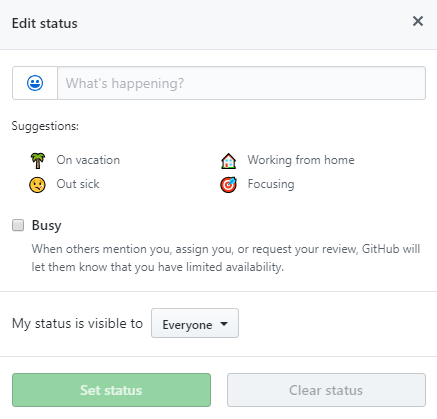 Edit status
What's happening?
Suggestions:
On vacation
Working from home
Out sick
Focusing
Busy
When others mention you, assign you, or request your review, GitHub will
let them know that you have limited availability.
My status is visible to Everyone
Set status
Clear status